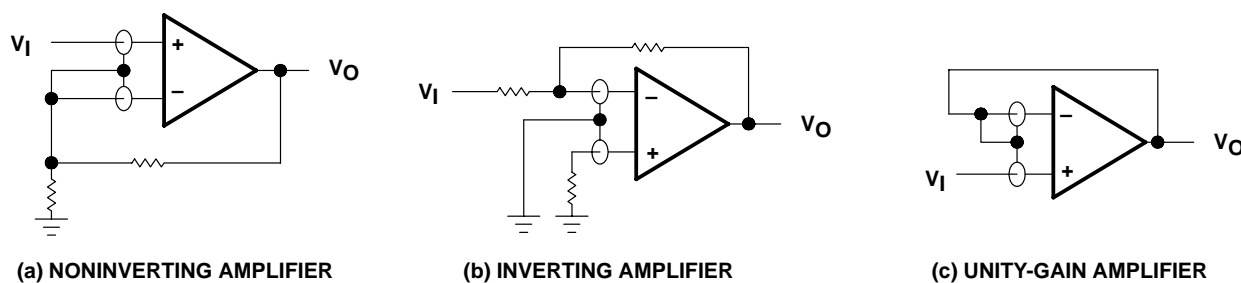 VI
+
−
VO
(a) NONINVERTING AMPLIFIER
VI
−
+
VO
(b) INVERTING AMPLIFIER
−
+
VI
VO
(c) UNITY-GAIN AMPLIFIER